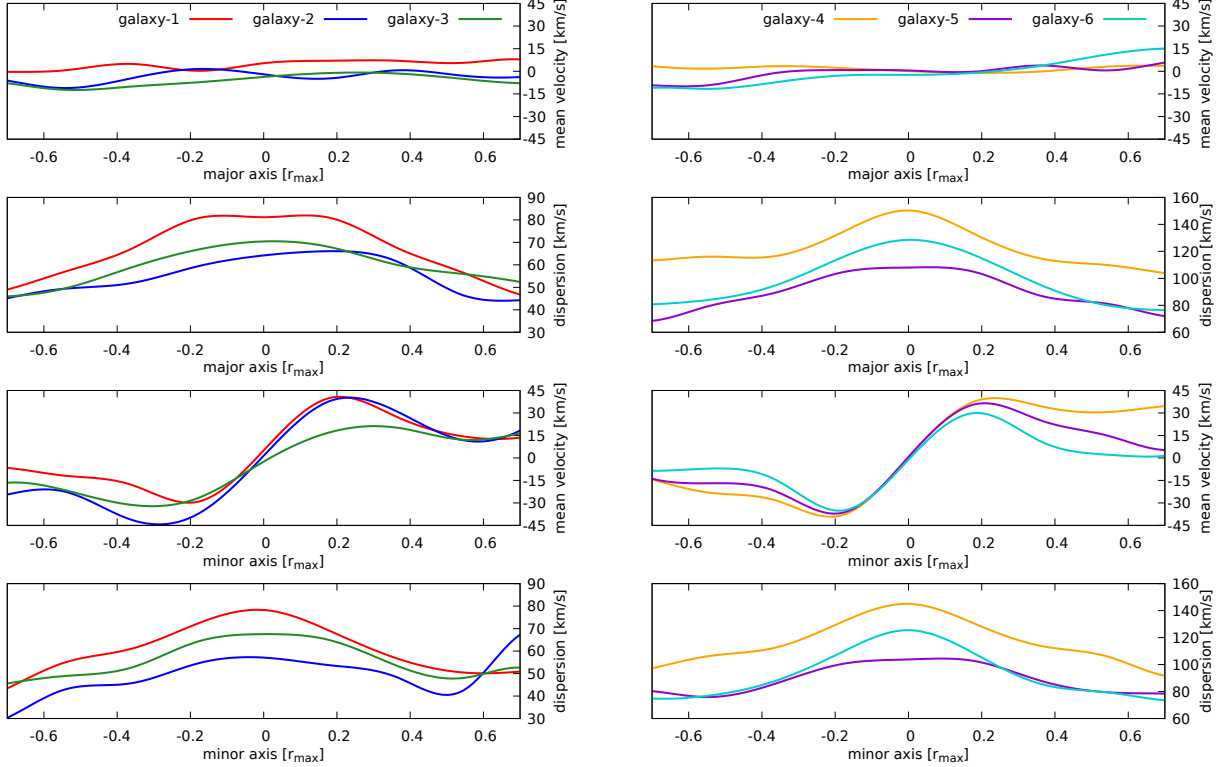 galaxy-1 galaxy-2 galaxy-3
45
30
15
0
-15
-30
-45
mean velocity [km/s]
-0.6 -0.4 -0.2 0 0.2 0.4 0.6
major axis [rmax]
galaxy-4 galaxy-5 galaxy-6
45
30
15
0
-15
-30
-45
mean velocity [km/s]
-0.6 -0.4 -0.2 0 0.2 0.4 0.6
major axis [rmax]
90
80
70
60
50
40
30
dispersion [km/s]
-0.6 -0.4 -0.2 0 0.2 0.4 0.6
major axis [rmax]
160
140
120
100
80
60
dispersion [km/s]
-0.6 -0.4 -0.2 0 0.2 0.4 0.6
major axis [rmax]
45
30
15
0
-15
-30
-45
mean velocity [km/s]
-0.6 -0.4 -0.2 0 0.2 0.4 0.6
minor axis [rmax]
45
30
15
0
-15
-30
-45
mean velocity [km/s]
-0.6 -0.4 -0.2 0 0.2 0.4 0.6
minor axis [rmax]
90
80
70
60
50
40
30
dispersion [km/s]
-0.6 -0.4 -0.2 0 0.2 0.4 0.6
minor axis [rmax]
160
140
120
100
80
60
dispersion [km/s]
-0.6 -0.4 -0.2 0 0.2 0.4 0.6
minor axis [rmax]